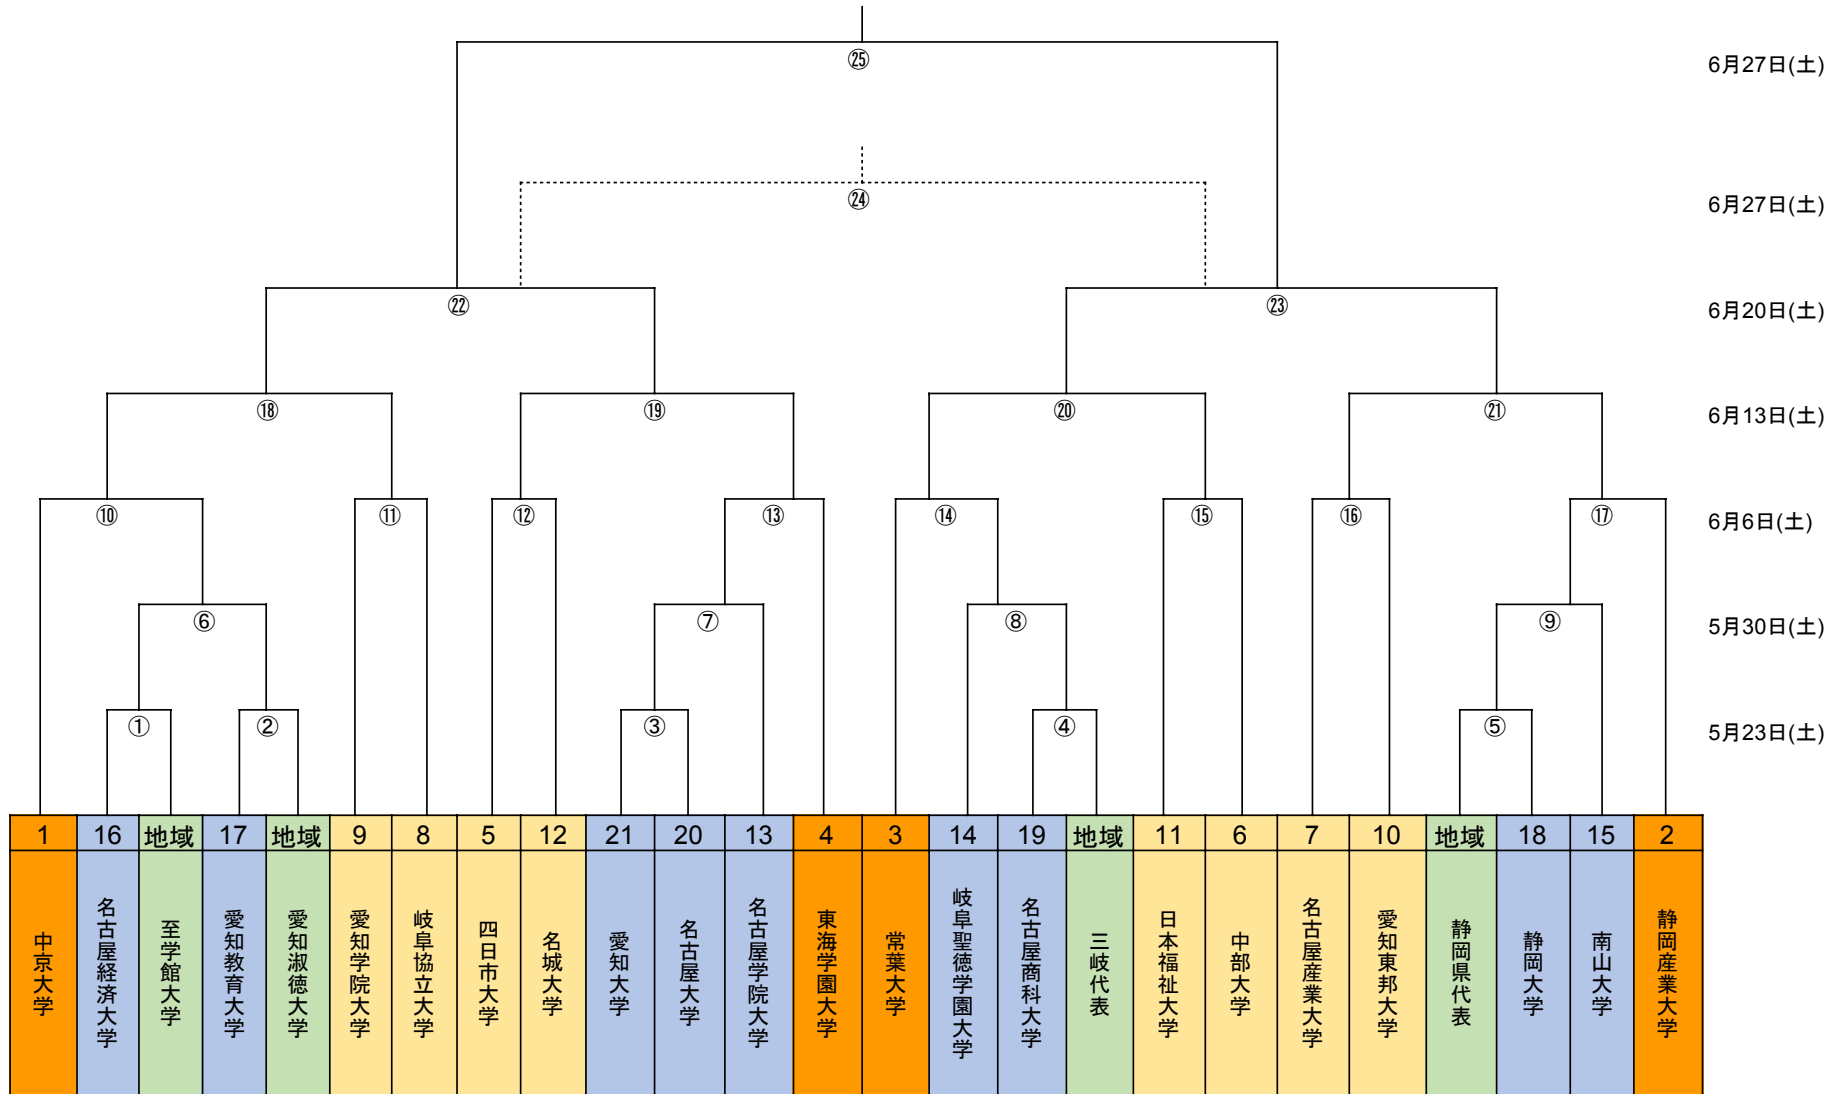 ㉕ 6月27日(土)
㉔ 6月27日(土)
㉒ ㉓ 6月20日(土)
⑱ ⑲ ⑳ ㉑ 6月13日(土)
⑩ ⑪ ⑫ ⑬ ⑭ ⑮ ⑯ ⑰ 6月6日(土)
⑥ ⑦ ⑧ ⑨ 5月30日(土)
① ② ③ ④ ⑤ 5月23日(土)
1 16 地域 17 地域 9 8 5 12 21 20 13 4 3 14 19 地域 11 6 7 10 地域 18 15 2
中京大学
名古屋経済大学
至学館大学
愛知教育大学
愛知淑徳大学
愛知学院大学
岐阜協立大学
四日市大学
名城大学
愛知大学
名古屋大学
名古屋学院大学
東海学園大学
常葉大学
岐阜聖徳学園大学
名古屋商科大学
三岐代表
日本福祉大学
中部大学
名古屋産業大学
愛知東邦大学
静岡県代表
静岡大学
南山大学
静岡産業大学